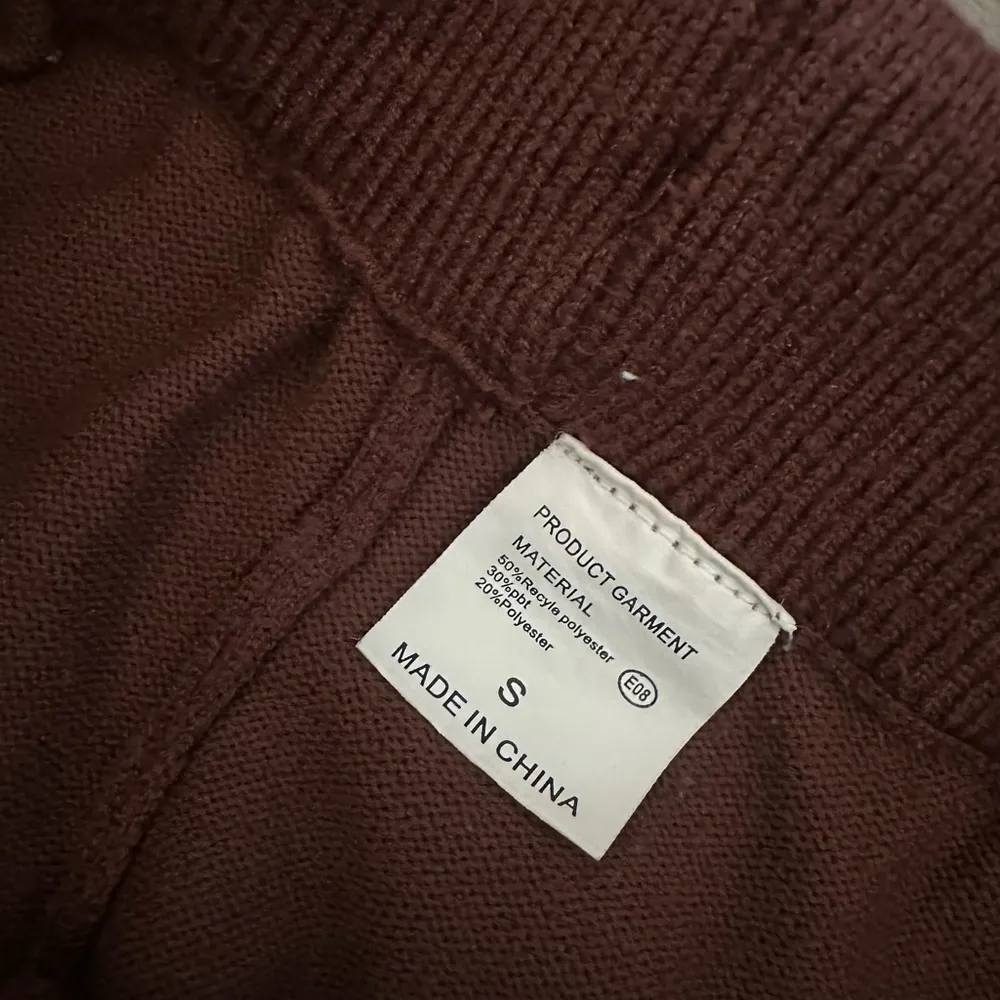 PRODUCT GARMENT
MATERIAL
50%Recyle polyester
30%pbt
20%Polyester
E08
S
MADE IN CHINA